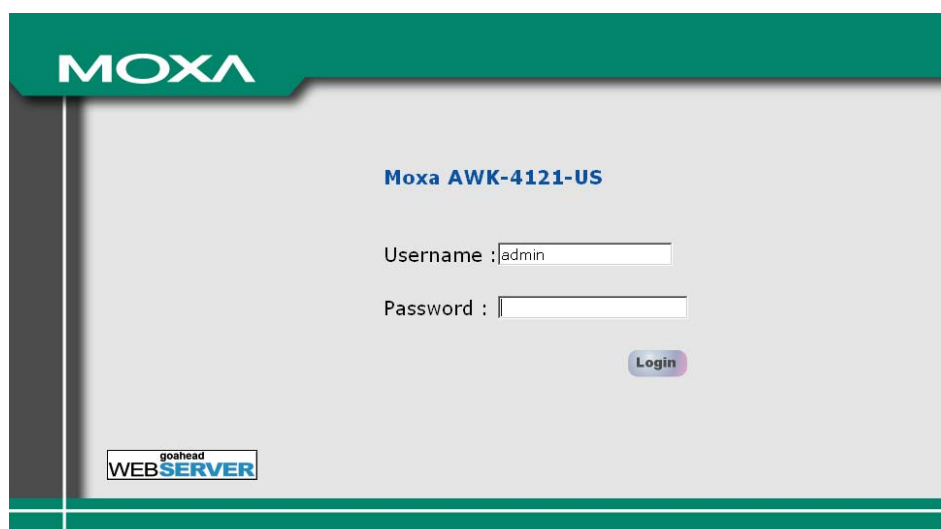 MOXA
Moxa AWK-4121-US
Username :admin
Password :
Login
goahead
WEBSERVER